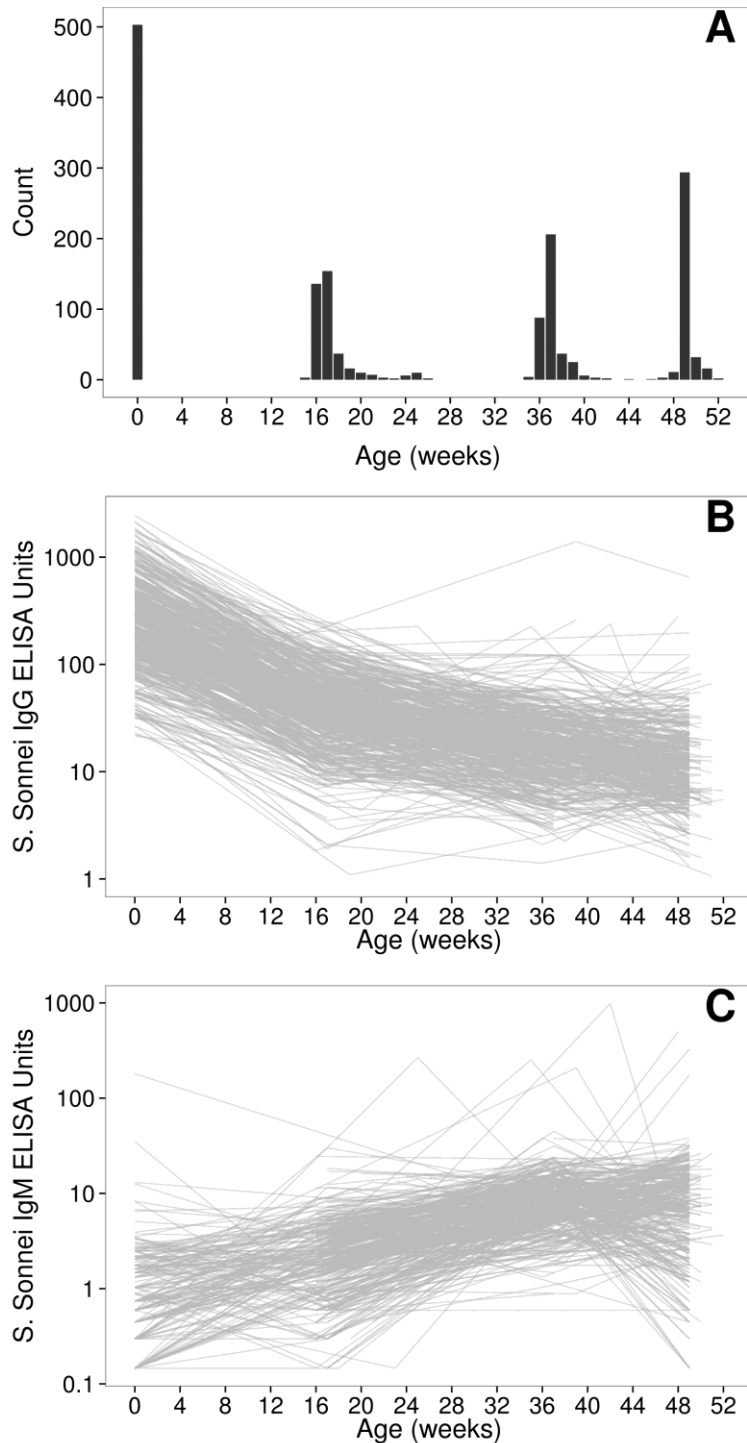 A
500
400
300
200
100
0
Count
0 4 8 12 16 20 24 28 32 36 40 44 48 52
Age (weeks)
B
1000
100
10
1
S. Sonnei IgG ELISA Units
0 4 8 12 16 20 24 28 32 36 40 44 48 52
Age (weeks)
C
1000
100
10
1
0.1
S. Sonnei IgM ELISA Units
0 4 8 12 16 20 24 28 32 36 40 44 48 52
Age (weeks)